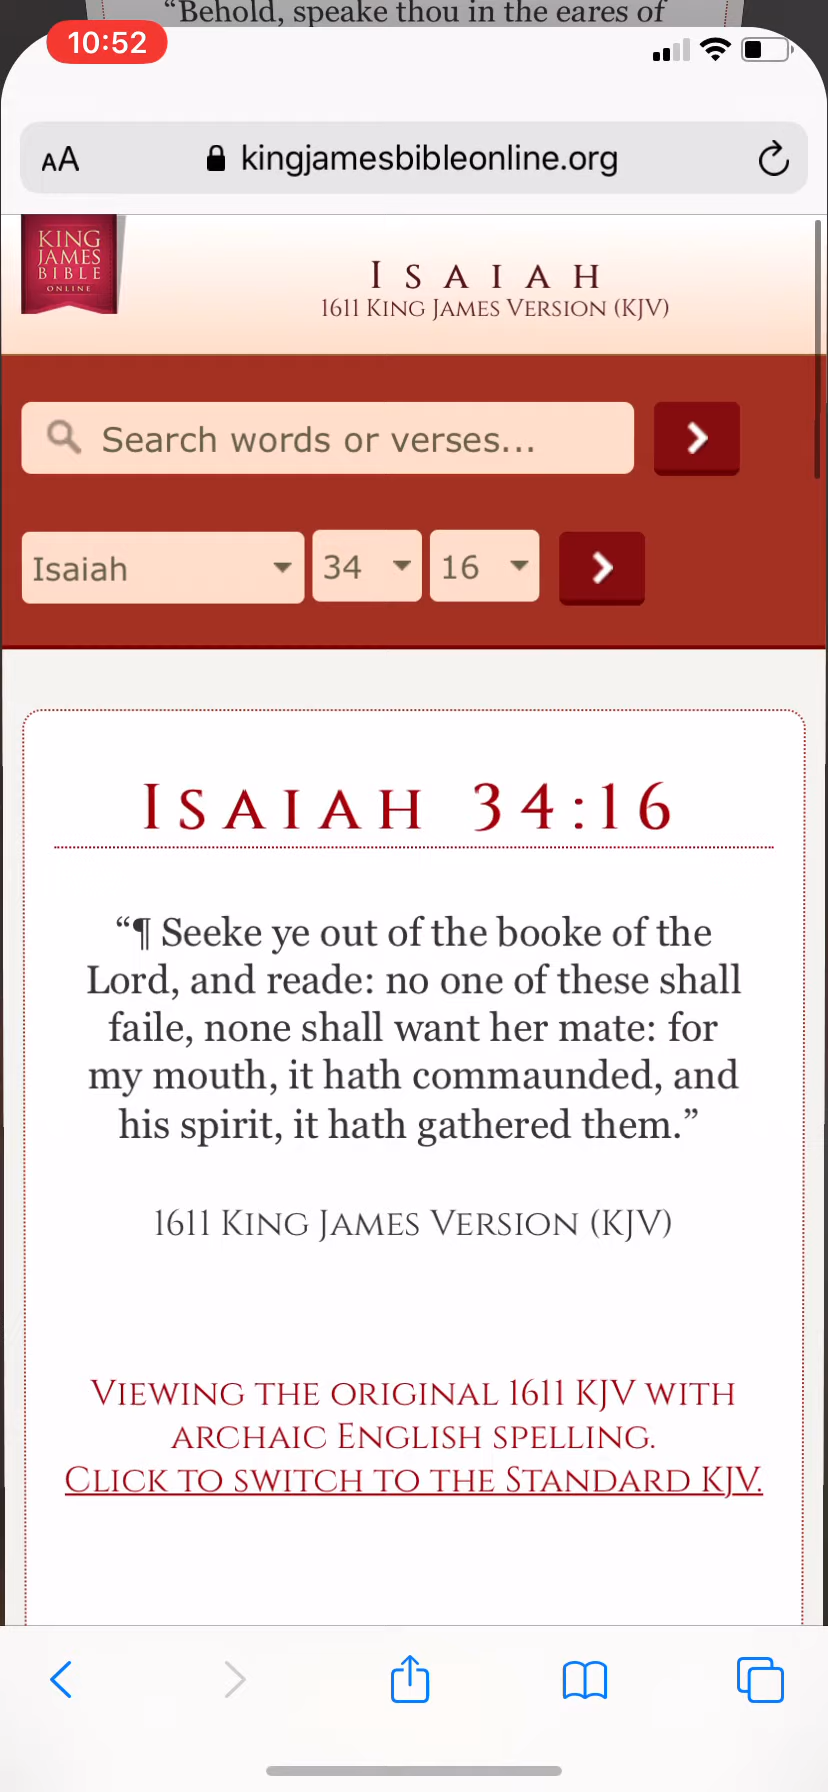 “Behold, speake thou in the eares of
10:52
AA kingjamesbibleonline.org
KING
JAMES
BIBLE
ONLINE
ISAIAH
1611 KING JAMES VERSION (KJV)
Search words or verses...
Isaiah 34 16
ISAIAH 34:16
“¶ Seeke ye out of the booke of the
Lord, and reade: no one of these shall
faile, none shall want her mate: for
my mouth, it hath commaunded, and
his spirit, it hath gathered them.”
1611 KING JAMES VERSION (KJV)
VIEWING THE ORIGINAL 1611 KJV WITH
ARCHAIC ENGLISH SPELLING.
CLICK TO SWITCH TO THE STANDARD KJV.